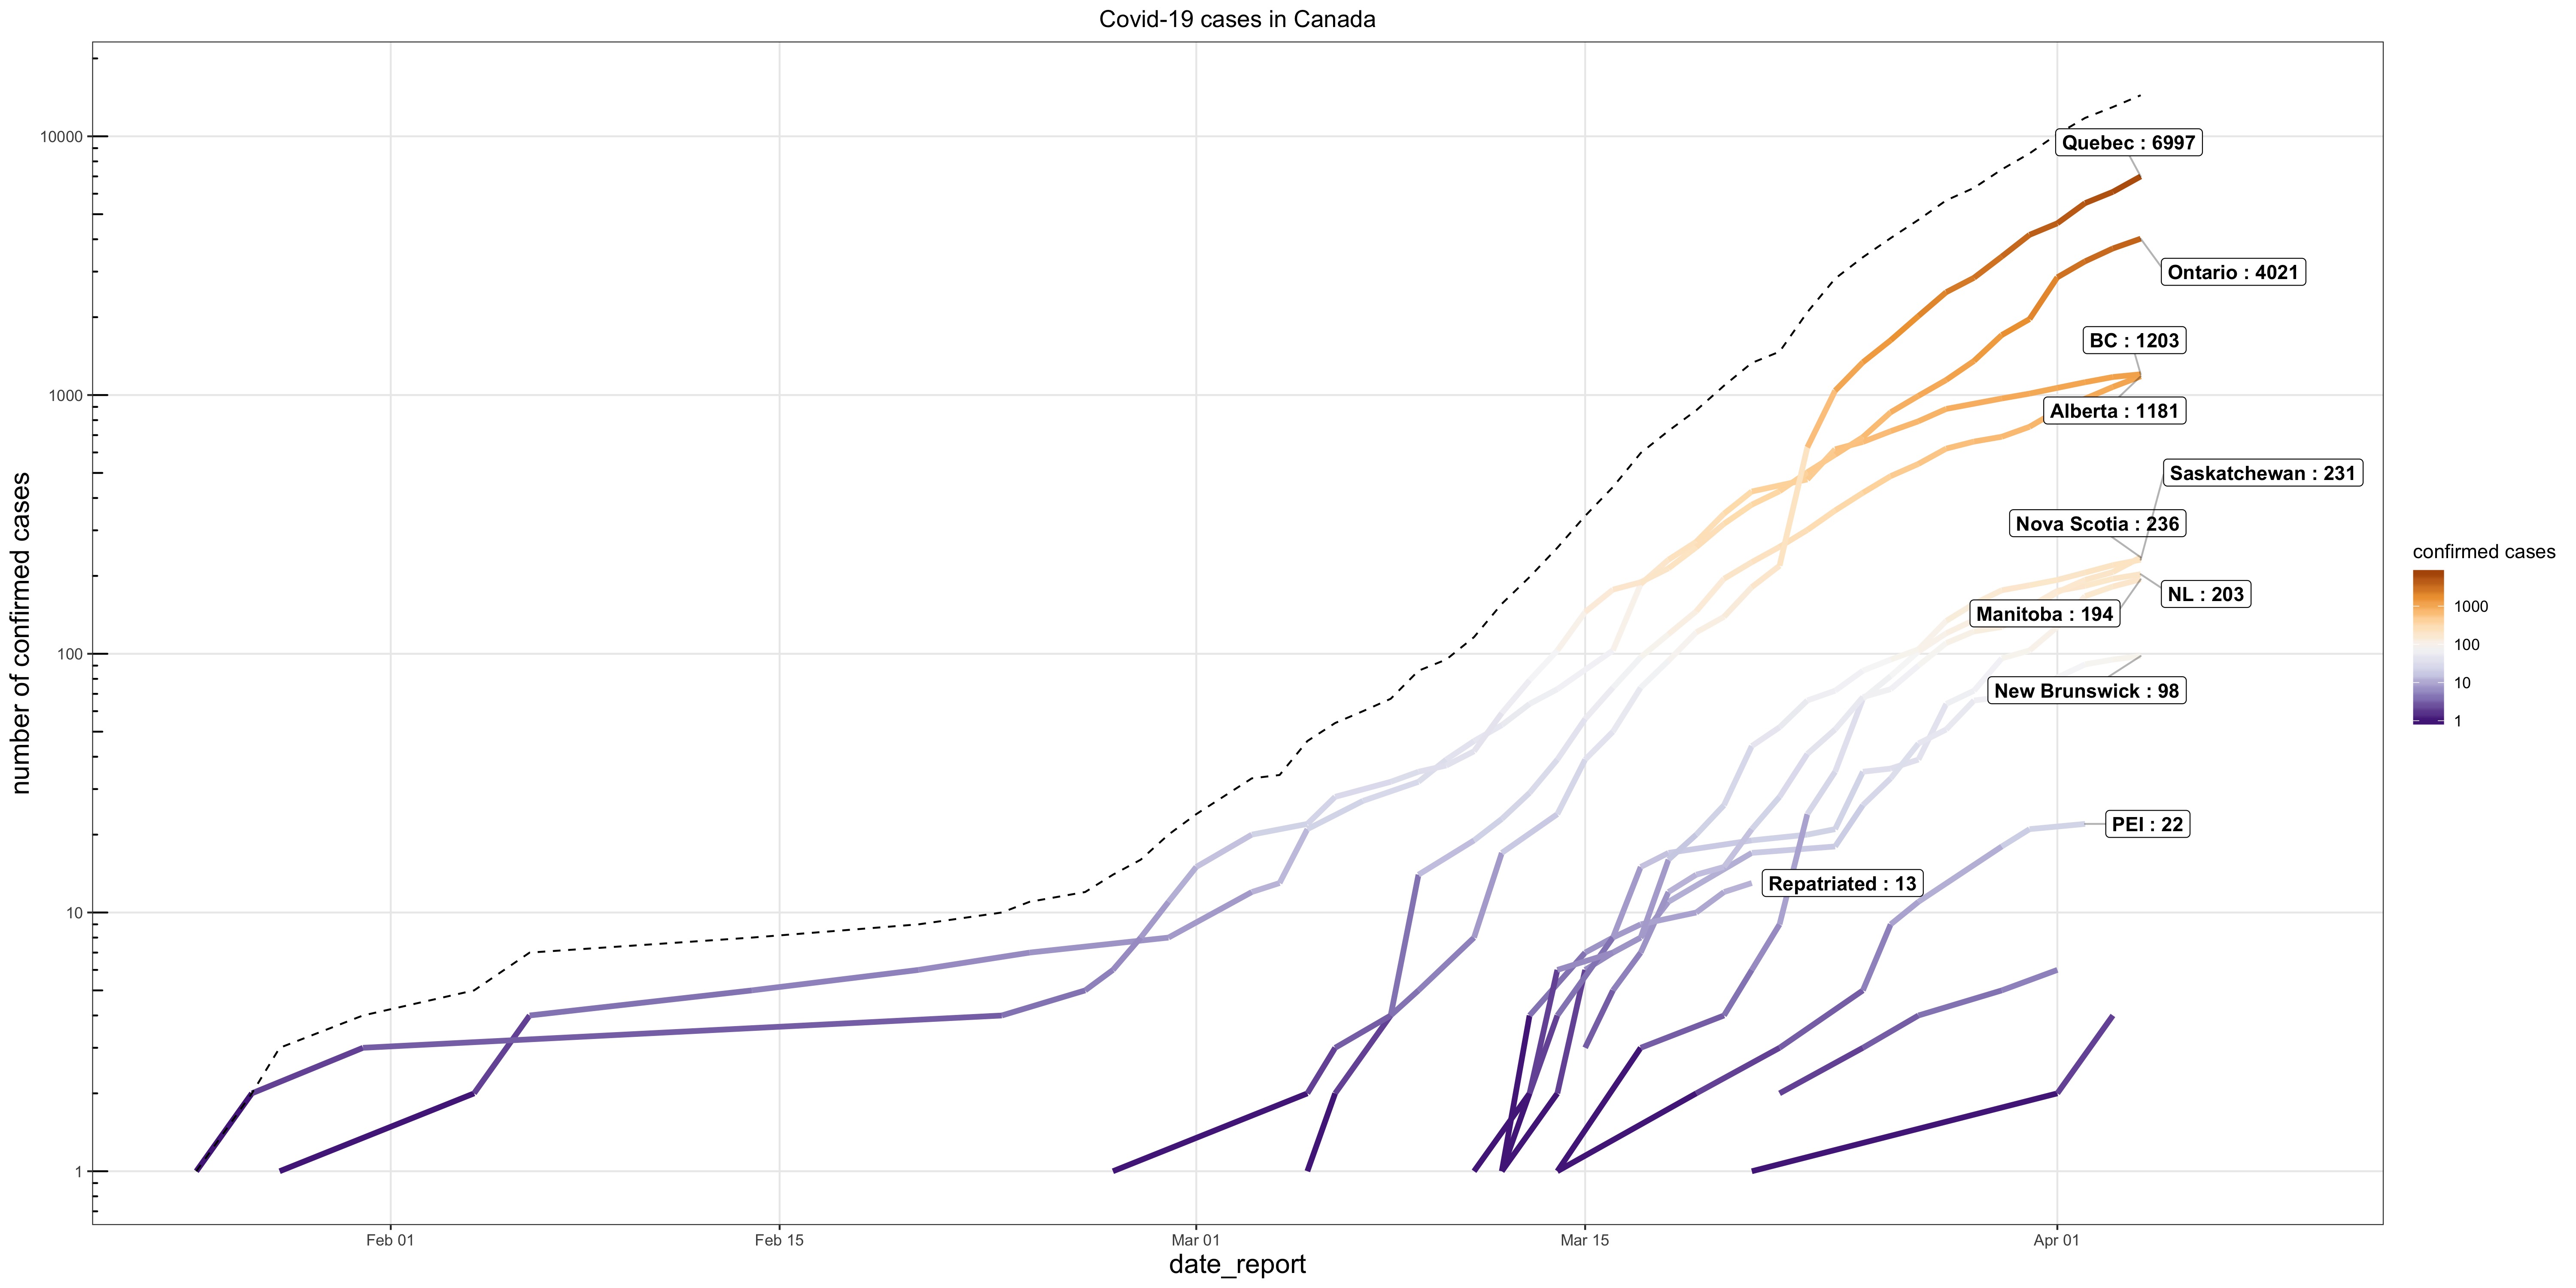 Covid-19 cases in Canada
number of confirmed cases
10000
1000
100
10
1
Quebec : 6997
Ontario : 4021
BC : 1203
Alberta : 1181
Saskatchewan : 231
Nova Scotia : 236
NL : 203
Manitoba : 194
New Brunswick : 98
PEI : 22
Repatriated : 13
confirmed cases
1000
100
10
1
Feb 01
Feb 15
Mar 01
Mar 15
Apr 01
date_report